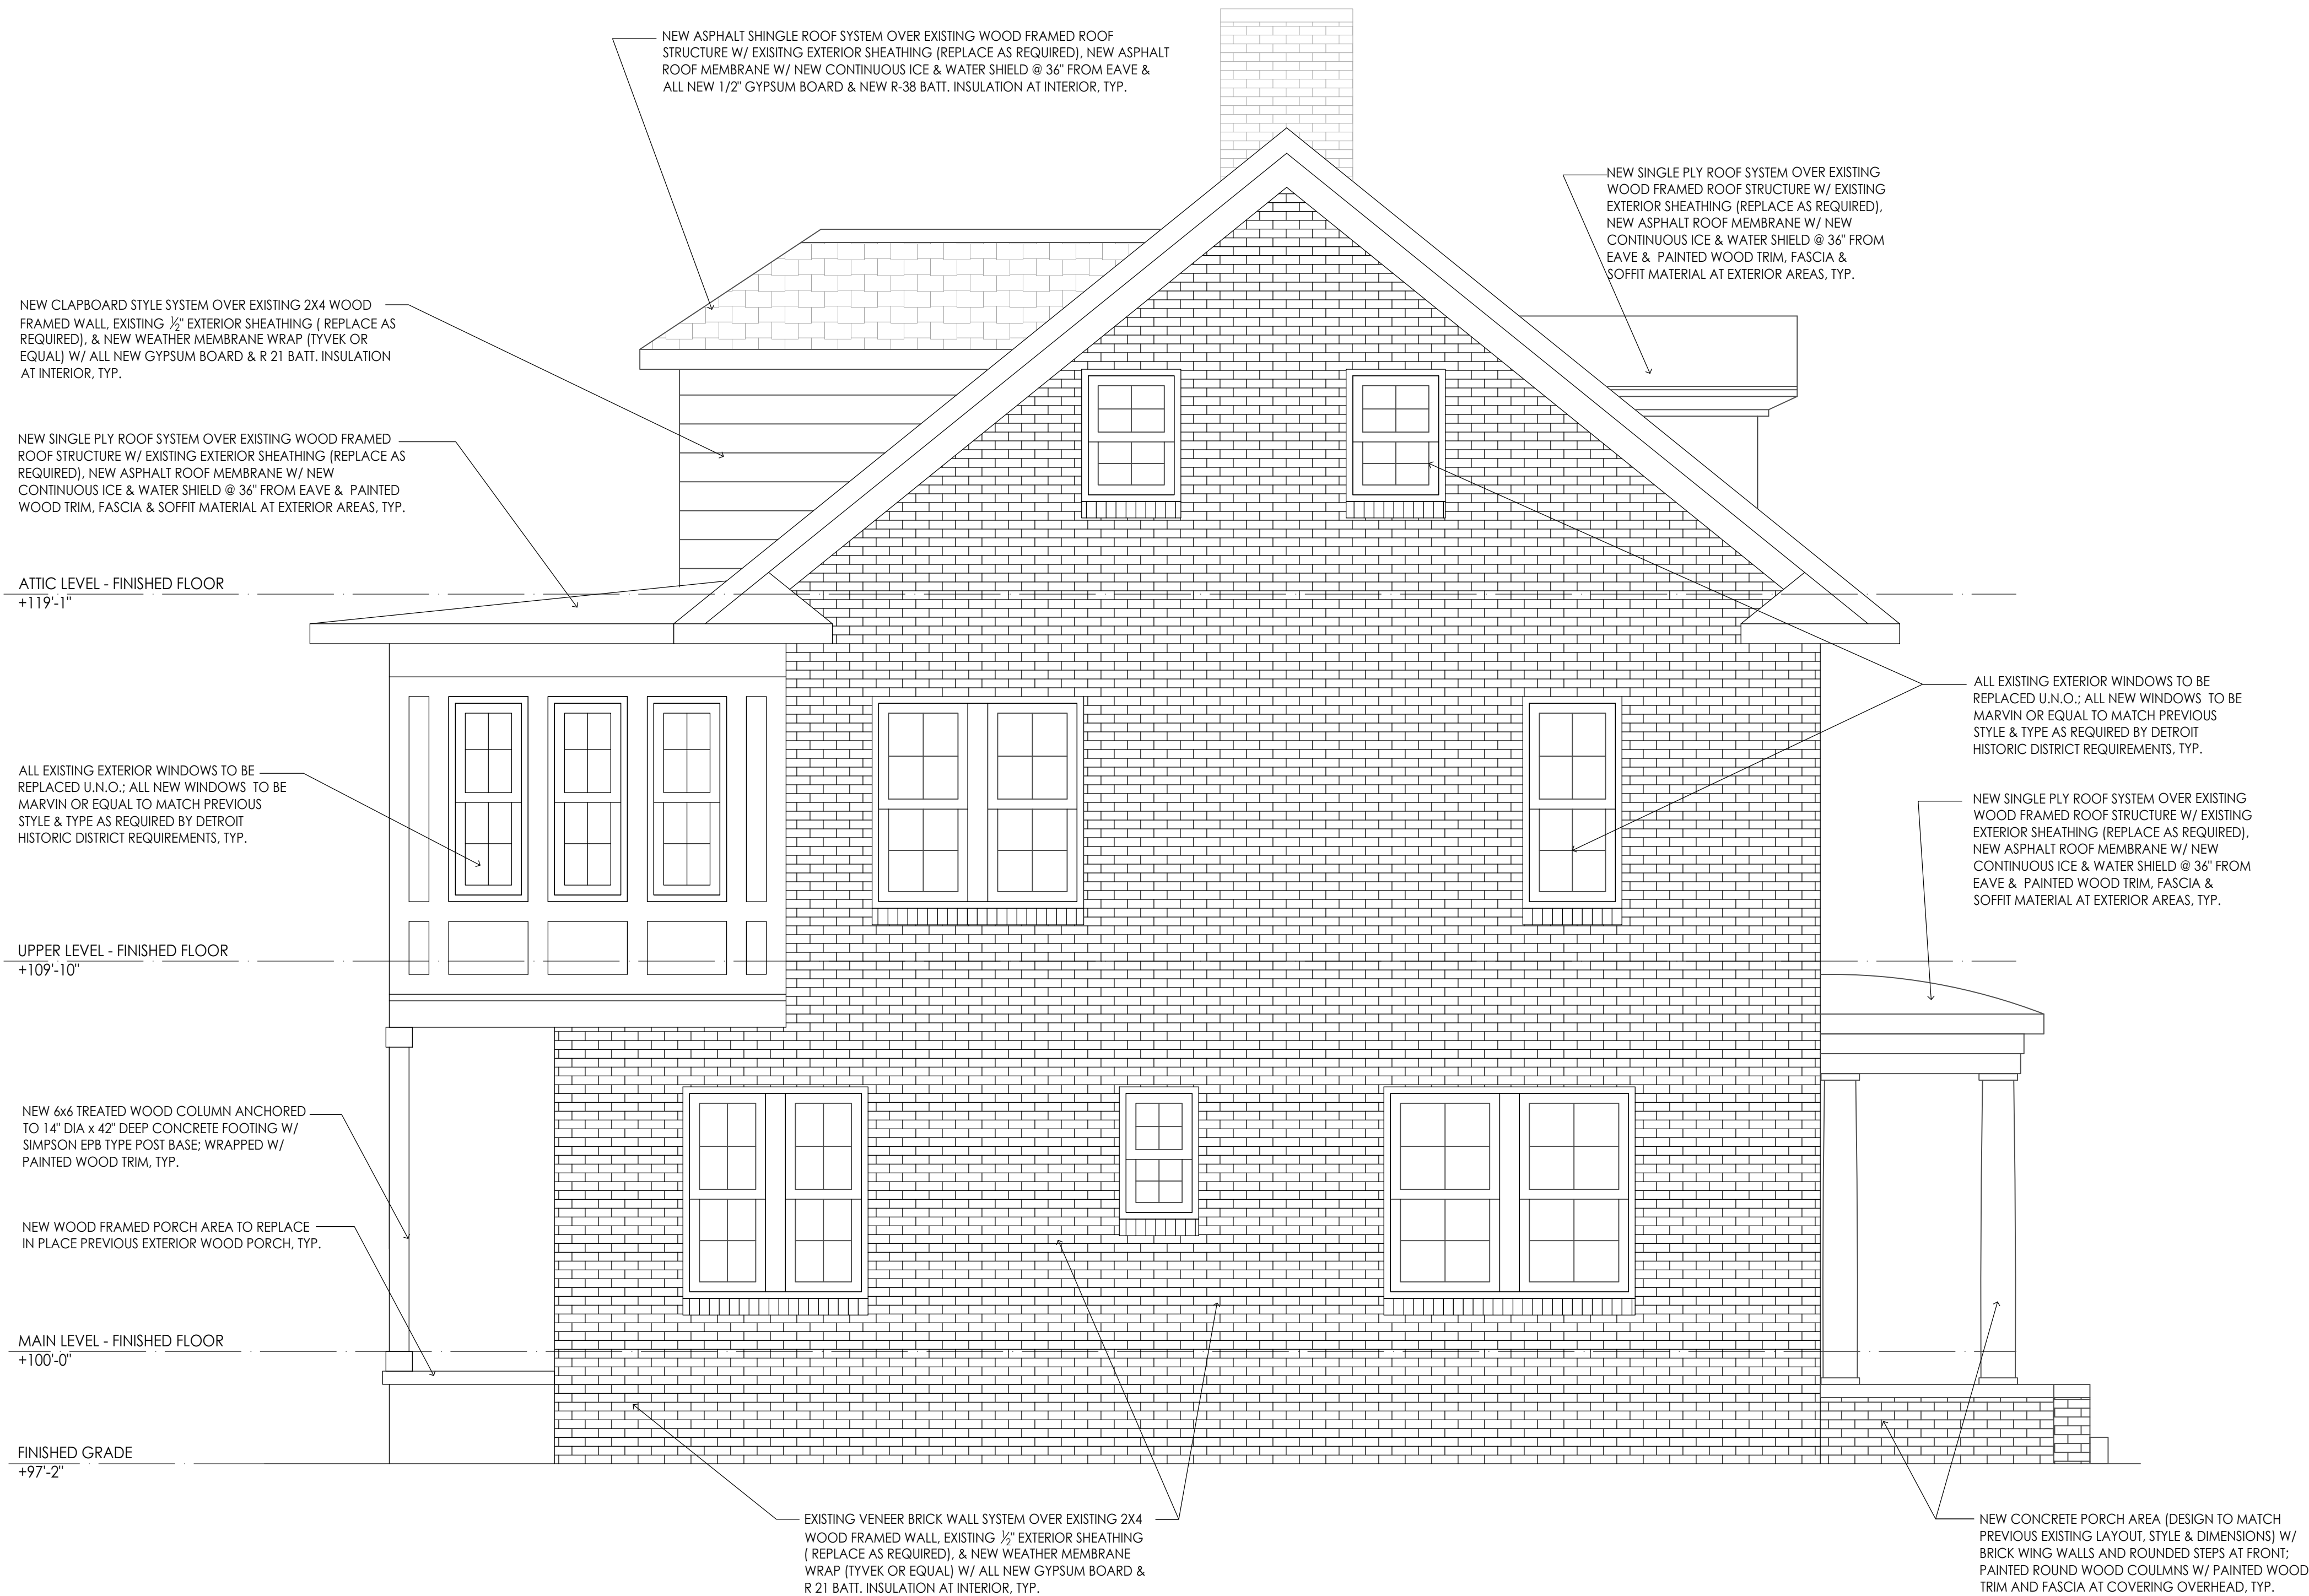 NEW ASPHALT SHINGLE ROOF SYSTEM OVER EXISTING WOOD FRAMED ROOF
STRUCTURE W/ EXISITNG EXTERIOR SHEATHING (REPLACE AS REQUIRED), NEW ASPHALT
ROOF MEMBRANE W/ NEW CONTINUOUS ICE & WATER SHIELD @ 36" FROM EAVE &
ALL NEW 1/2" GYPSUM BOARD & NEW R-38 BATT. INSULATION AT INTERIOR, TYP.
NEW SINGLE PLY ROOF SYSTEM OVER EXISTING
WOOD FRAMED ROOF STRUCTURE W/ EXISTING
EXTERIOR SHEATHING (REPLACE AS REQUIRED),
NEW ASPHALT ROOF MEMBRANE W/ NEW
CONTINUOUS ICE & WATER SHIELD @ 36" FROM
EAVE & PAINTED WOOD TRIM, FASCIA &
SOFFIT MATERIAL AT EXTERIOR AREAS, TYP.
NEW CLAPBOARD STYLE SYSTEM OVER EXISTING 2X4 WOOD
FRAMED WALL, EXISTING ½" EXTERIOR SHEATHING ( REPLACE AS
REQUIRED), & NEW WEATHER MEMBRANE WRAP (TYVEK OR
EQUAL) W/ ALL NEW GYPSUM BOARD & R 21 BATT. INSULATION
AT INTERIOR, TYP.
NEW SINGLE PLY ROOF SYSTEM OVER EXISTING WOOD FRAMED
ROOF STRUCTURE W/ EXISTING EXTERIOR SHEATHING (REPLACE AS
REQUIRED), NEW ASPHALT ROOF MEMBRANE W/ NEW
CONTINUOUS ICE & WATER SHIELD @ 36" FROM EAVE & PAINTED
WOOD TRIM, FASCIA & SOFFIT MATERIAL AT EXTERIOR AREAS, TYP.
ATTIC LEVEL - FINISHED FLOOR
+119'-1"
ALL EXISTING EXTERIOR WINDOWS TO BE
REPLACED U.N.O.; ALL NEW WINDOWS TO BE
MARVIN OR EQUAL TO MATCH PREVIOUS
STYLE & TYPE AS REQUIRED BY DETROIT
HISTORIC DISTRICT REQUIREMENTS, TYP.
ALL EXISTING EXTERIOR WINDOWS TO BE
REPLACED U.N.O.; ALL NEW WINDOWS TO BE
MARVIN OR EQUAL TO MATCH PREVIOUS
STYLE & TYPE AS REQUIRED BY DETROIT
HISTORIC DISTRICT REQUIREMENTS, TYP.
NEW SINGLE PLY ROOF SYSTEM OVER EXISTING
WOOD FRAMED ROOF STRUCTURE W/ EXISTING
EXTERIOR SHEATHING (REPLACE AS REQUIRED),
NEW ASPHALT ROOF MEMBRANE W/ NEW
CONTINUOUS ICE & WATER SHIELD @ 36" FROM
EAVE & PAINTED WOOD TRIM, FASCIA &
SOFFIT MATERIAL AT EXTERIOR AREAS, TYP.
UPPER LEVEL - FINISHED FLOOR
+109'-10"
NEW 6x6 TREATED WOOD COLUMN ANCHORED
TO 14" DIA x 42" DEEP CONCRETE FOOTING W/
SIMPSON EPB TYPE POST BASE; WRAPPED W/
PAINTED WOOD TRIM, TYP.
NEW WOOD FRAMED PORCH AREA TO REPLACE
IN PLACE PREVIOUS EXTERIOR WOOD PORCH, TYP.
MAIN LEVEL - FINISHED FLOOR
+100'-0"
FINISHED GRADE
+97'-2"
EXISTING VENEER BRICK WALL SYSTEM OVER EXISTING 2X4
WOOD FRAMED WALL, EXISTING ½" EXTERIOR SHEATHING
( REPLACE AS REQUIRED), & NEW WEATHER MEMBRANE
WRAP (TYVEK OR EQUAL) W/ ALL NEW GYPSUM BOARD &
R 21 BATT. INSULATION AT INTERIOR, TYP.
NEW CONCRETE PORCH AREA (DESIGN TO MATCH
PREVIOUS EXISTING LAYOUT, STYLE & DIMENSIONS) W/
BRICK WING WALLS AND ROUNDED STEPS AT FRONT;
PAINTED ROUND WOOD COULMNS W/ PAINTED WOOD
TRIM AND FASCIA AT COVERING OVERHEAD, TYP.